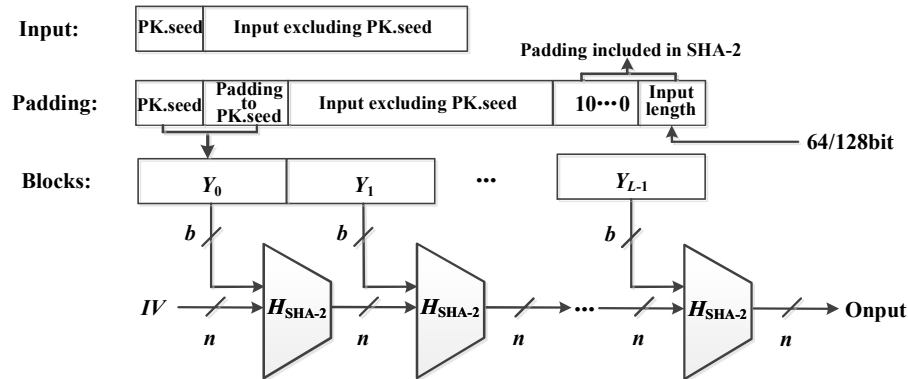 Input:
PK.seed
Input excluding PK.seed
Padding included in SHA-2
Padding:
PK.seed
Padding
to
PK.seed
Input excluding PK.seed
10···0
Input
length
64/128bit
Blocks:
Y0
Y1
···
YL-1
b
b
b
IV
n
HSHA-2
n
HSHA-2
n
···
n
HSHA-2
n
Onput